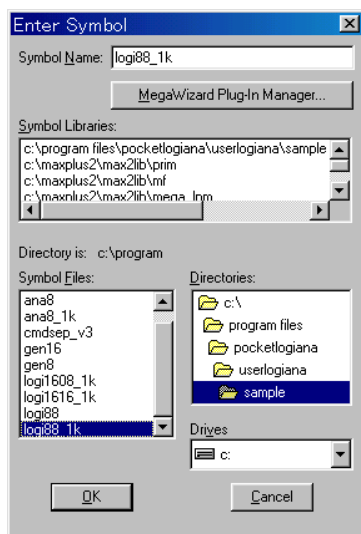 Enter Symbol
Symbol Name: logi88_1k
MegaWizard Plug-In Manager...
Symbol Libraries:
c:\program files\pocketlogiana\userlogiana\sample
c:\maxplus2\max2lib\prim
c:\maxplus2\max2lib\mf
c:\maxplus2\max2lib\mega_lpm
Directory is: c:\program
Symbol Files:
ana8
ana8_1k
cmdsep_v3
gen16
gen8
logi1608_1k
logi1616_1k
logi88
logi88_1k
Directories:
c:\
program files
pocketlogiana
userlogiana
sample
Drives
c:
OK
Cancel